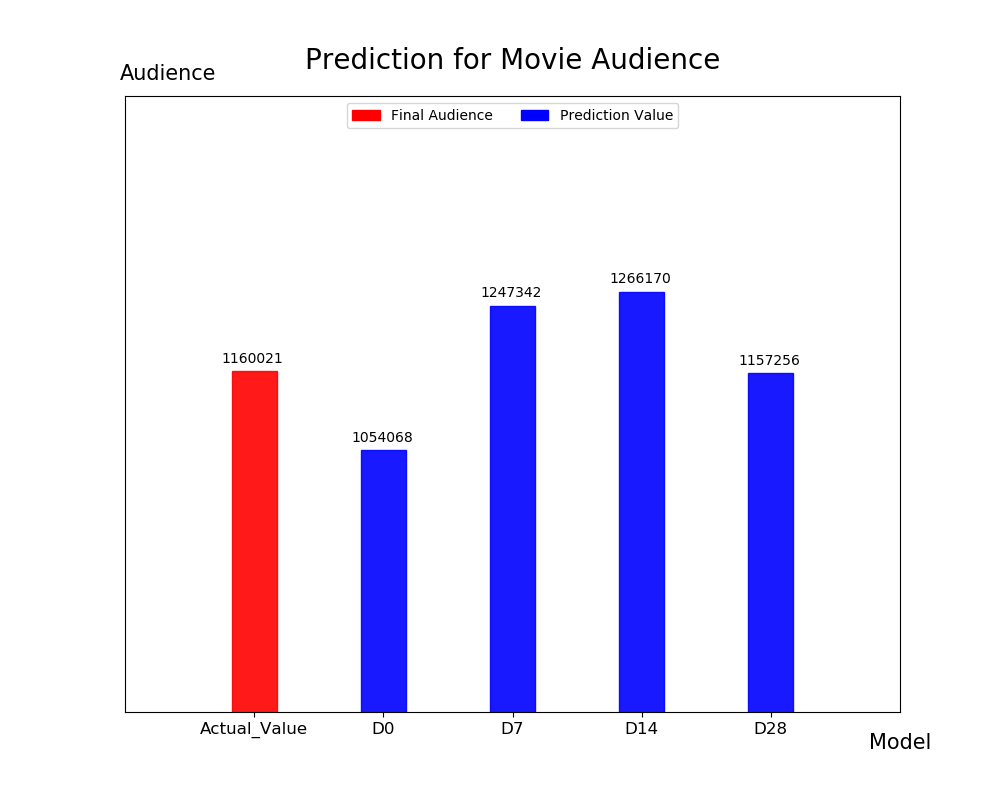 Prediction for Movie Audience
Audience
Final Audience
Prediction Value
1266170
1247342
1160021
1157256
1054068
Actual_Value
D0
D7
D14
D28
Model